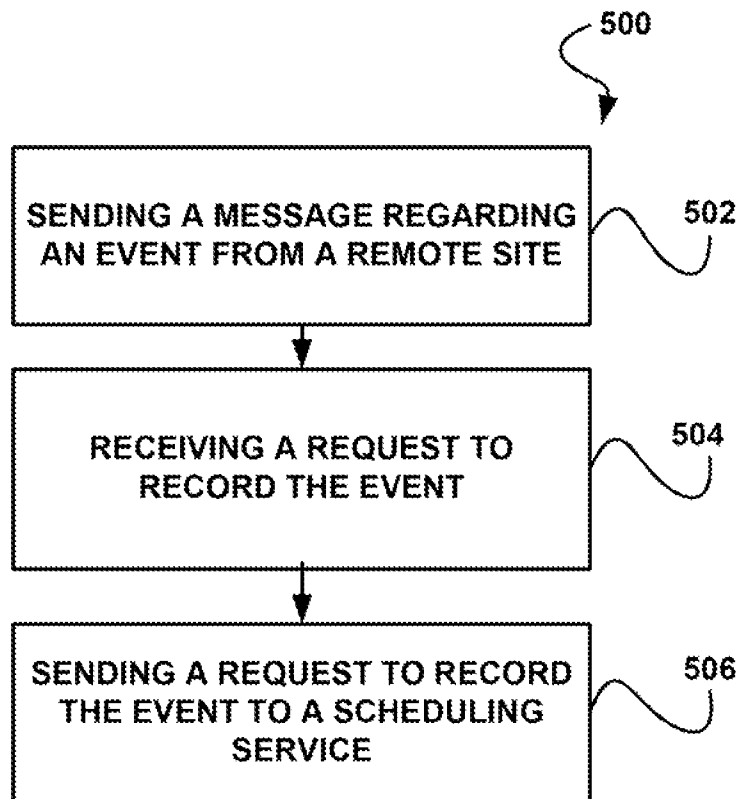 500
SENDING A MESSAGE REGARDING
AN EVENT FROM A REMOTE SITE
502
RECEIVING A REQUEST TO
RECORD THE EVENT
504
SENDING A REQUEST TO RECORD
THE EVENT TO A SCHEDULING
SERVICE
506